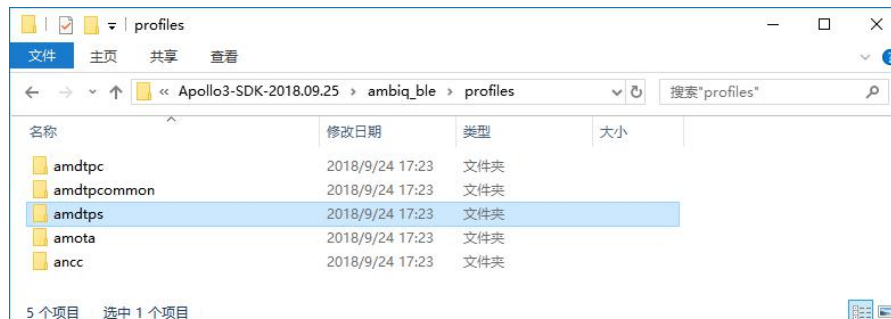 profiles
文件 主页 共享 查看
« Apollo3-SDK-2018.09.25 › ambiq_ble › profiles 搜索"profiles"
名称 修改日期 类型 大小
amdtpc 2018/9/24 17:23 文件夹
amdtpcommon 2018/9/24 17:23 文件夹
amdtps 2018/9/24 17:23 文件夹
amota 2018/9/24 17:23 文件夹
ancc 2018/9/24 17:23 文件夹
5 个项目 选中 1 个项目